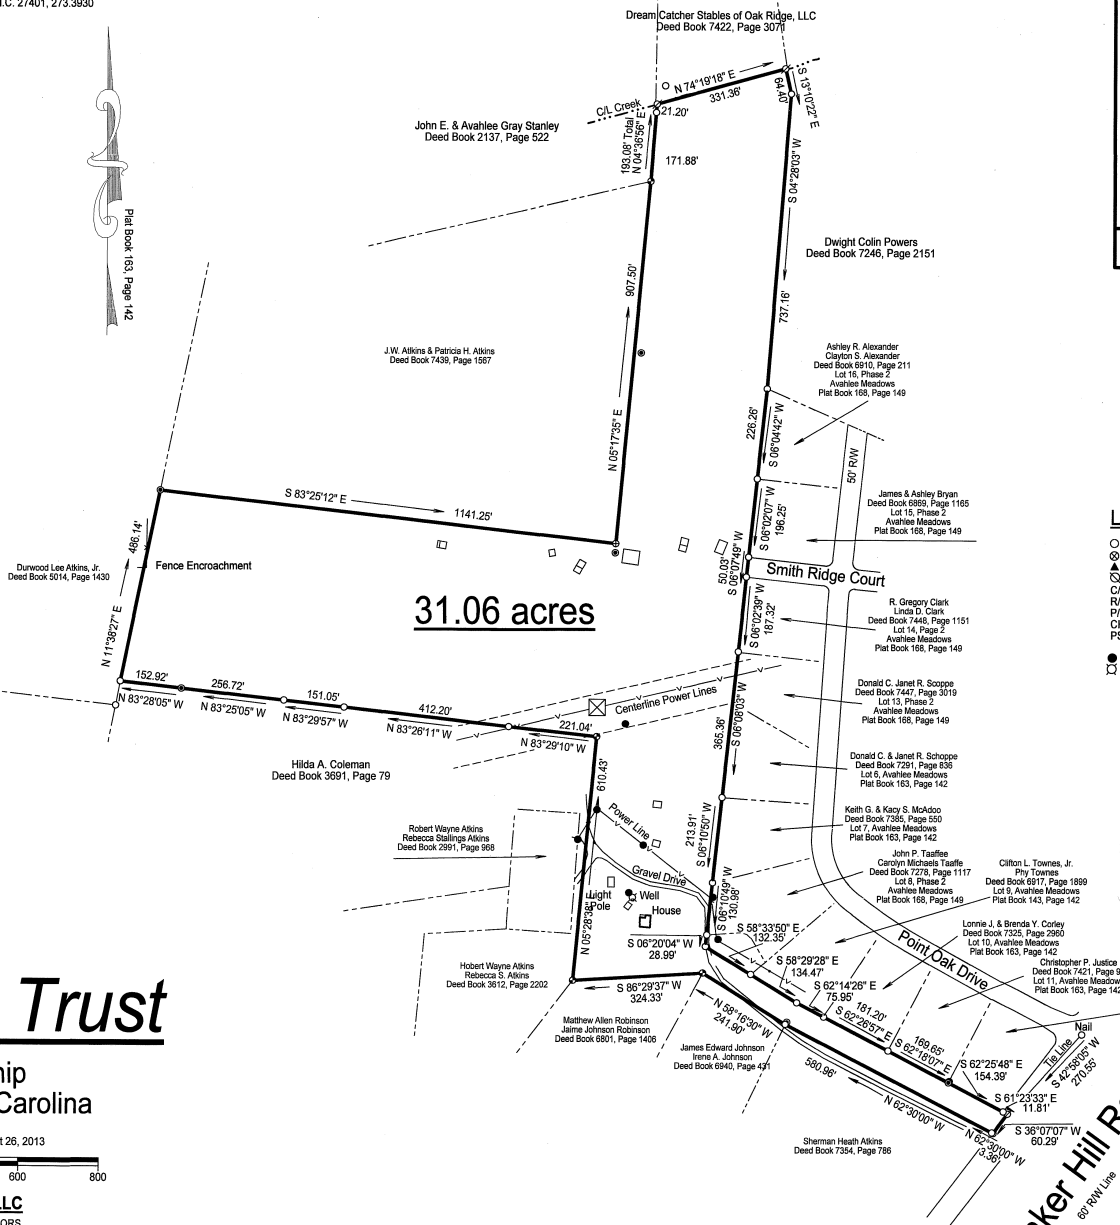 N.C. 27401, 273.3930
Dream Catcher Stables of Oak Ridge, LLC
Deed Book 7422, Page 3071
N 74°19'18" E
331.36'
S 13°10'22" E
64.40'
C/L Creek
21.20'
193.08' Total
N 04°36'56" E
171.88'
John E. & Avahlee Gray Stanley
Deed Book 2137, Page 522
Plat Book 163, Page 142
S 04°28'03" W
737.16'
Dwight Colin Powers
Deed Book 7246, Page 2151
907.50'
N 05°17'35" E
J.W. Atkins & Patricia H. Atkins
Deed Book 7439, Page 1567
Ashley R. Alexander
Clayton S. Alexander
Deed Book 6910, Page 211
Lot 16, Phase 2
Avahlee Meadows
Plat Book 168, Page 149
226.26'
S 06°04'42" W
50' R/W
S 83°25'12" E
1141.25'
James & Ashley Bryan
Deed Book 6869, Page 1165
Lot 15, Phase 2
Avahlee Meadows
Plat Book 168, Page 149
S 06°02'07" W
196.25'
486.14'
N 11°38'27" E
Fence Encroachment
Durwood Lee Atkins, Jr.
Deed Book 5014, Page 1430
50.03'
S 06°07'49" W
Smith Ridge Court
31.06 acres
S 06°02'39" W
187.32'
R. Gregory Clark
Linda D. Clark
Deed Book 7448, Page 1151
Lot 14, Page 2
Avahlee Meadows
Plat Book 168, Page 149
L
C/
R/
P/
PS
152.92'
N 83°28'05" W
256.72'
N 83°25'05" W
151.05'
N 83°29'57" W
412.20'
N 83°26'11" W
221.04'
N 83°29'10" W
Centerline Power Lines
365.36'
S 06°08'03" W
Donald C. Janet R. Scoppe
Deed Book 7447, Page 3019
Lot 13, Phase 2
Avahlee Meadows
Plat Book 168, Page 149
Hilda A. Coleman
Deed Book 3691, Page 79
610.43'
N 05°28'38" E
Donald C. & Janet R. Schoppe
Deed Book 7291, Page 836
Lot 6, Avahlee Meadows
Plat Book 163, Page 142
Robert Wayne Atkins
Rebecca Stallings Atkins
Deed Book 2991, Page 968
Power Line
213.91'
S 06°10'50" W
Keith G. & Kacy S. McAdoo
Deed Book 7385, Page 550
Lot 7, Avahlee Meadows
Plat Book 163, Page 142
Gravel Drive
Light
Pole
Well
House
S 06°10'49" W
130.98'
John P. Taaffee
Carolyn Michaels Taaffe
Deed Book 7278, Page 1117
Lot 8, Phase 2
Avahlee Meadows
Plat Book 168, Page 149
Clifton L. Townes, Jr.
Phy Townes
Deed Book 6917, Page 1899
Lot 9, Avahlee Meadows
Plat Book 143, Page 142
S 06°20'04" W
28.99'
S 58°33'50" E
132.35'
S 58°29'28" E
134.47'
S 62°14'26" E
75.95'
181.20'
S 62°26'57" E
169.65'
S 62°18'07" E
S 62°25'48" E
154.39'
Lonnie J, & Brenda Y. Corley
Deed Book 7325, Page 2960
Lot 10, Avahlee Meadows
Plat Book 163, Page 142
Point Oak Drive
Christopher P. Justice
Deed Book 7421, Page 9
Lot 11, Avahlee Meadows
Plat Book 163, Page 142
Hobert Wayne Atkins
Rebecca S. Atkins
Deed Book 3612, Page 2202
S 86°29'37" W
324.33'
N 58°16'50" W
241.90'
Matthew Allen Robinson
Jaime Johnson Robinson
Deed Book 6801, Page 1406
James Edward Johnson
Irene A. Johnson
Deed Book 6940, Page 431
580.96'
N 62°30'00" W
Nail
Tie Line
S 42°58'05" W
270.55'
S 61°23'33" E
11.81'
S 36°07'07" W
60.29'
N 62°30'00" W
3.36'
Sherman Heath Atkins
Deed Book 7354, Page 786
ker Hill R
60' R/W Line
Trust
hip
Carolina
t 26, 2013
600 800
LLC
ORS